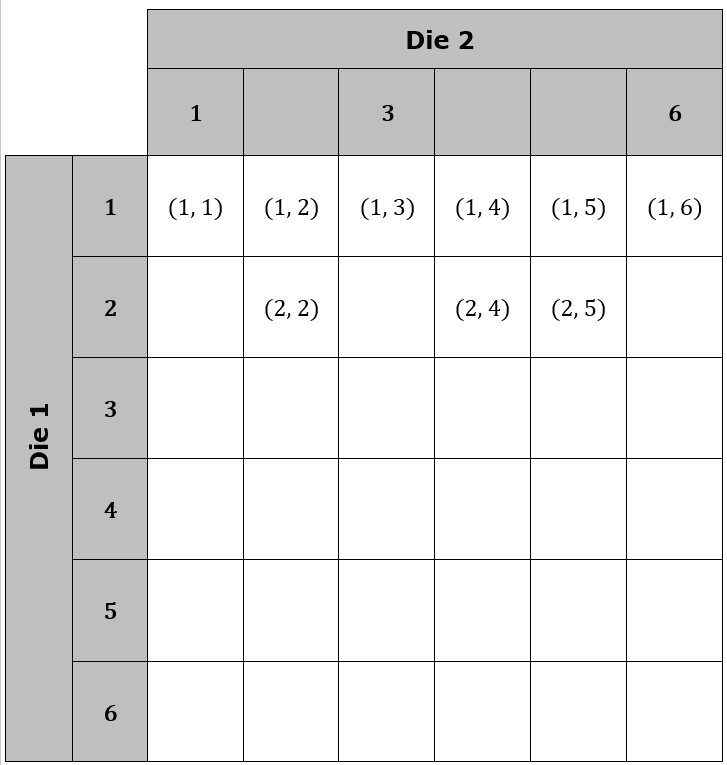 Die 2
1 3 6
Die 1
1 (1, 1) (1, 2) (1, 3) (1, 4) (1, 5) (1, 6)
2 (2, 2) (2, 4) (2, 5)
3
4
5
6